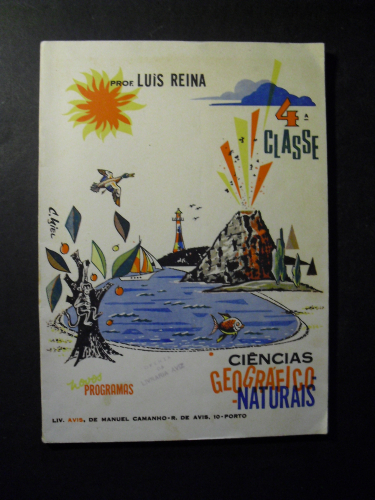 PROF. LUIS REINA
4.ª
CLASSE
C. Kiel
CIÊNCIAS
GEOGRÁFICO
-NATURAIS
Novos
PROGRAMAS
LIV. AVIS, DE MANUEL CAMANHO-R. DE AVIS, 10-PORTO